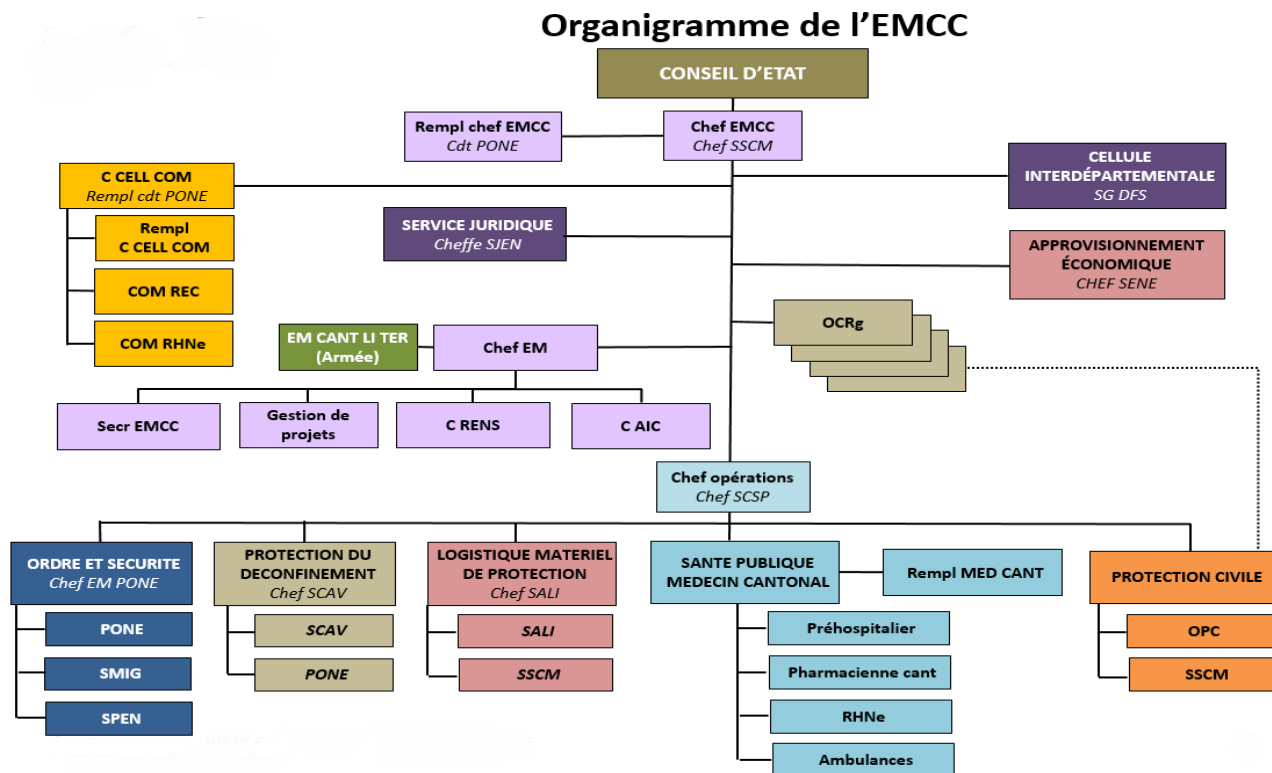 Organigramme de l'EMCC
CONSEIL D'ETAT
Rempl chef EMCC
Cdt PONE
Chef EMCC
Chef SSCM
C CELL COM
Rempl cdt PONE
CELLULE
INTERDÉPARTEMENTALE
SG DFS
Rempl
C CELL COM
SERVICE JURIDIQUE
Cheffe SJEN
APPROVISIONNEMENT
ÉCONOMIQUE
CHEF SENE
COM REC
COM RHNe
EM CANT LI TER
(Armée)
Chef EM
OCRg
Secr EMCC
Gestion de
projets
C RENS
C AIC
Chef opérations
Chef SCSP
ORDRE ET SECURITE
Chef EM PONE
PONE
SMIG
SPEN
PROTECTION DU
DECONFINEMENT
Chef SCAV
SCAV
PONE
LOGISTIQUE MATERIEL
DE PROTECTION
Chef SALI
SALI
SSCM
SANTE PUBLIQUE
MEDECIN CANTONAL
Rempl MED CANT
Préhospitalier
Pharmacienne cant
RHNe
Ambulances
PROTECTION CIVILE
OPC
SSCM